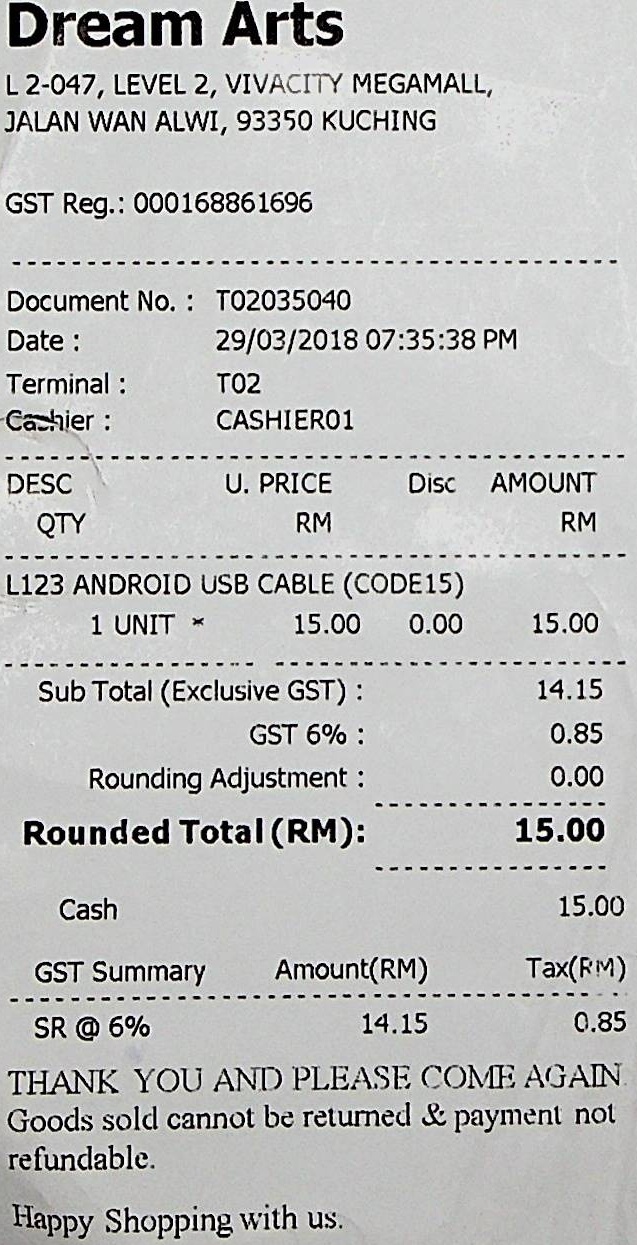 Dream Arts
L 2-047, LEVEL 2, VIVACITY MEGAMALL,
JALAN WAN ALWI, 93350 KUCHING
GST Reg.: 000168861696
Document No. : T02035040
Date : 29/03/2018 07:35:38 PM
Terminal : T02
Cashier : CASHIER01
DESC U. PRICE Disc AMOUNT
QTY RM RM
L123 ANDROID USB CABLE (CODE15)
1 UNIT * 15.00 0.00 15.00
Sub Total (Exclusive GST) : 14.15
GST 6% : 0.85
Rounding Adjustment : 0.00
Rounded Total (RM): 15.00
Cash 15.00
GST Summary Amount(RM) Tax(RM)
SR @ 6% 14.15 0.85
THANK YOU AND PLEASE COME AGAIN
Goods sold cannot be returned & payment not
refundable.
Happy Shopping with us.